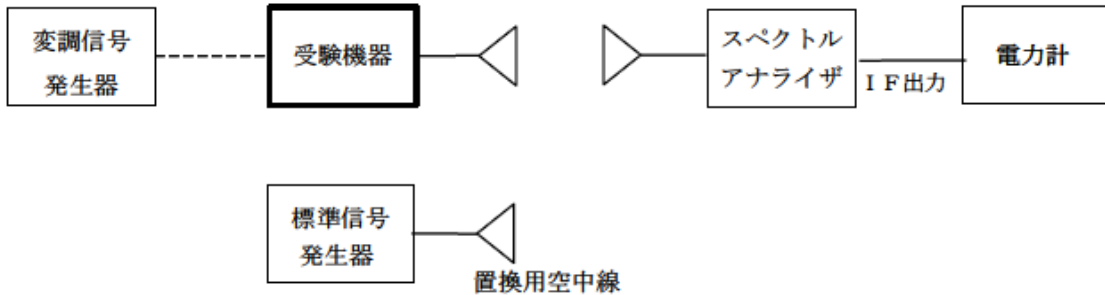 変調信号
発生器
受験機器
スペクトル
アナライザ
ＩＦ出力
電力計
標準信号
発生器
置換用空中線